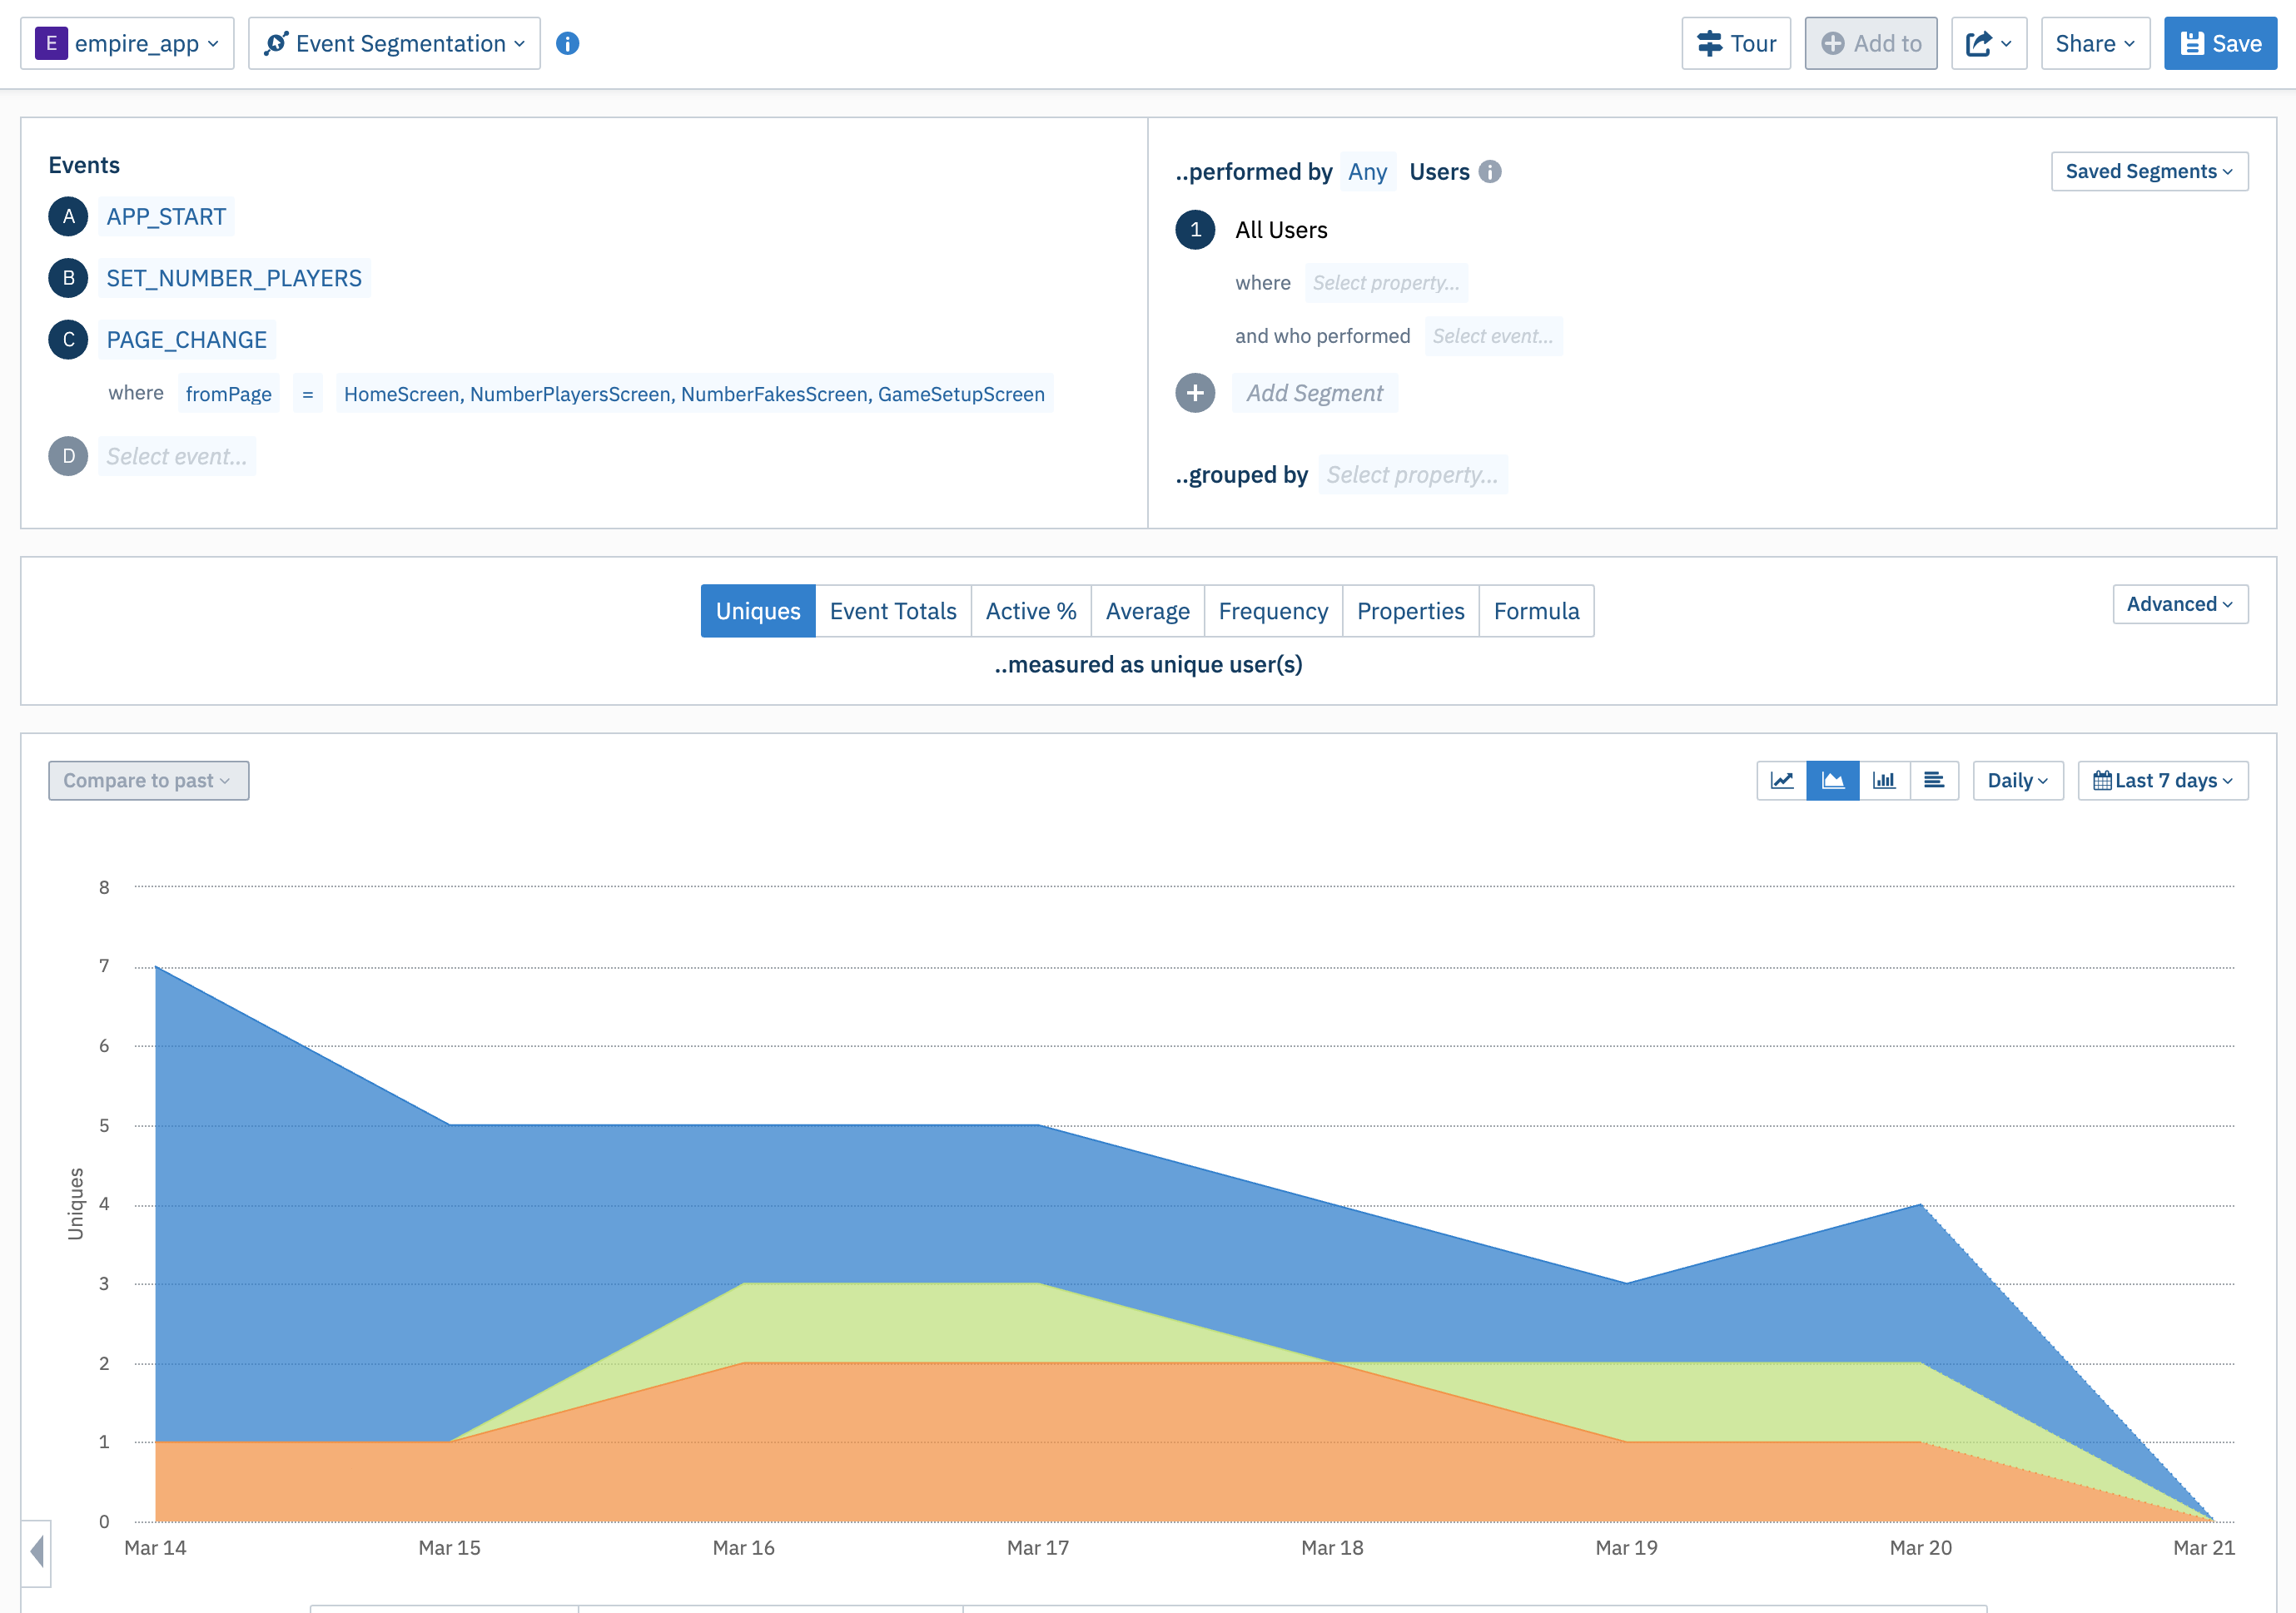 E empire_app Event Segmentation i Tour Add to Share Save
Events
A APP_START
B SET_NUMBER_PLAYERS
C PAGE_CHANGE
where fromPage = HomeScreen, NumberPlayersScreen, NumberFakesScreen, GameSetupScreen
D Select event...
..performed by Any Users i Saved Segments
1 All Users
where Select property...
and who performed Select event...
+ Add Segment
..grouped by Select property...
Uniques Event Totals Active % Average Frequency Properties Formula Advanced
..measured as unique user(s)
Compare to past Daily Last 7 days
8
7
6
5
4
3
2
1
0
Uniques
Mar 14 Mar 15 Mar 16 Mar 17 Mar 18 Mar 19 Mar 20 Mar 21